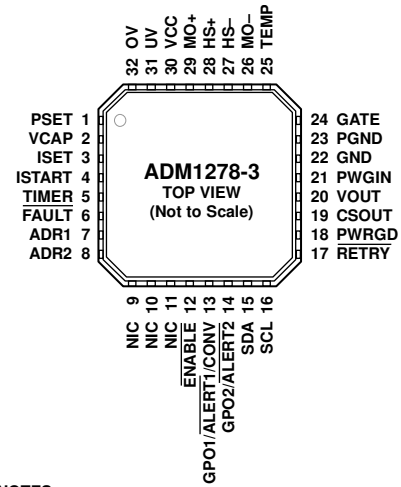 32 OV
31 UV
30 VCC
29 MO+
28 HS+
27 HS–
26 MO–
25 TEMP
PSET 1
VCAP 2
ISET 3
ISTART 4
TIMER 5
FAULT 6
ADR1 7
ADR2 8
ADM1278-3
TOP VIEW
(Not to Scale)
24 GATE
23 PGND
22 GND
21 PWGIN
20 VOUT
19 CSOUT
18 PWRGD
17 RETRY
NIC 9
NIC 10
NIC 11
ENABLE 12
GPO1/ALERT1/CONV 13
GPO2/ALERT2 14
SDA 15
SCL 16
NOTES